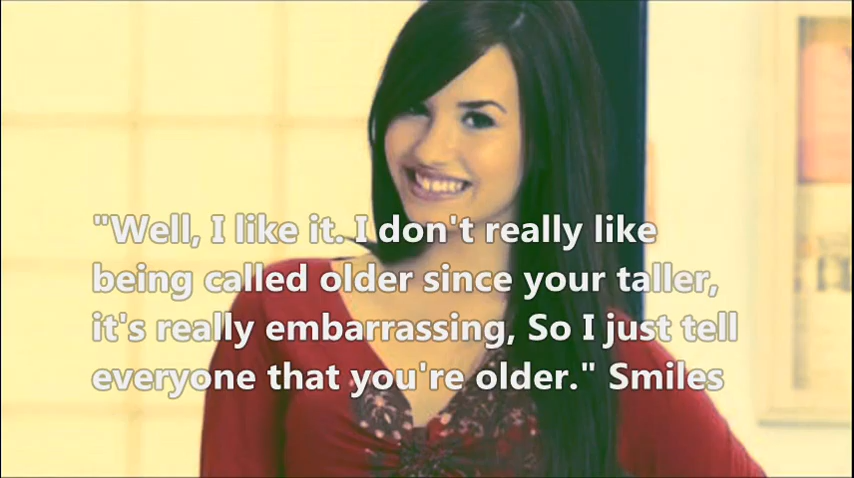 "Well, I like it. I don't really like
being called older since your taller,
it's really embarrassing, So I just tell
everyone that you're older." Smiles